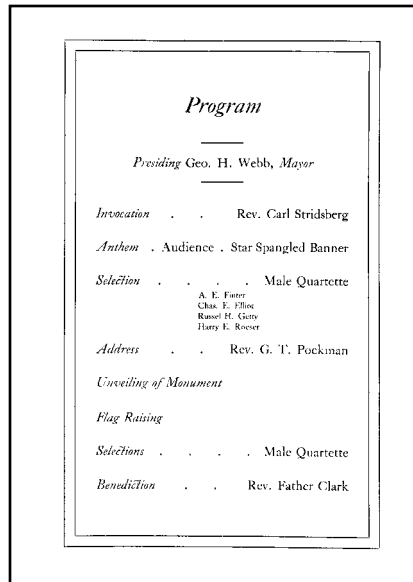 Program
Presiding Geo. H. Webb, Mayor
Invocation . . Rev. Carl Stridsberg
Anthem . Audience . Star Spangled Banner
Selection . . . . Male Quartette
A. E. Finter
Chas. E. Elliot
Russel H. Getty
Harry E. Roeser
Address . . Rev. G. T. Pockman
Unveiling of Monument
Flag Raising
Selections . . . . Male Quartette
Benediction . . Rev. Father Clark